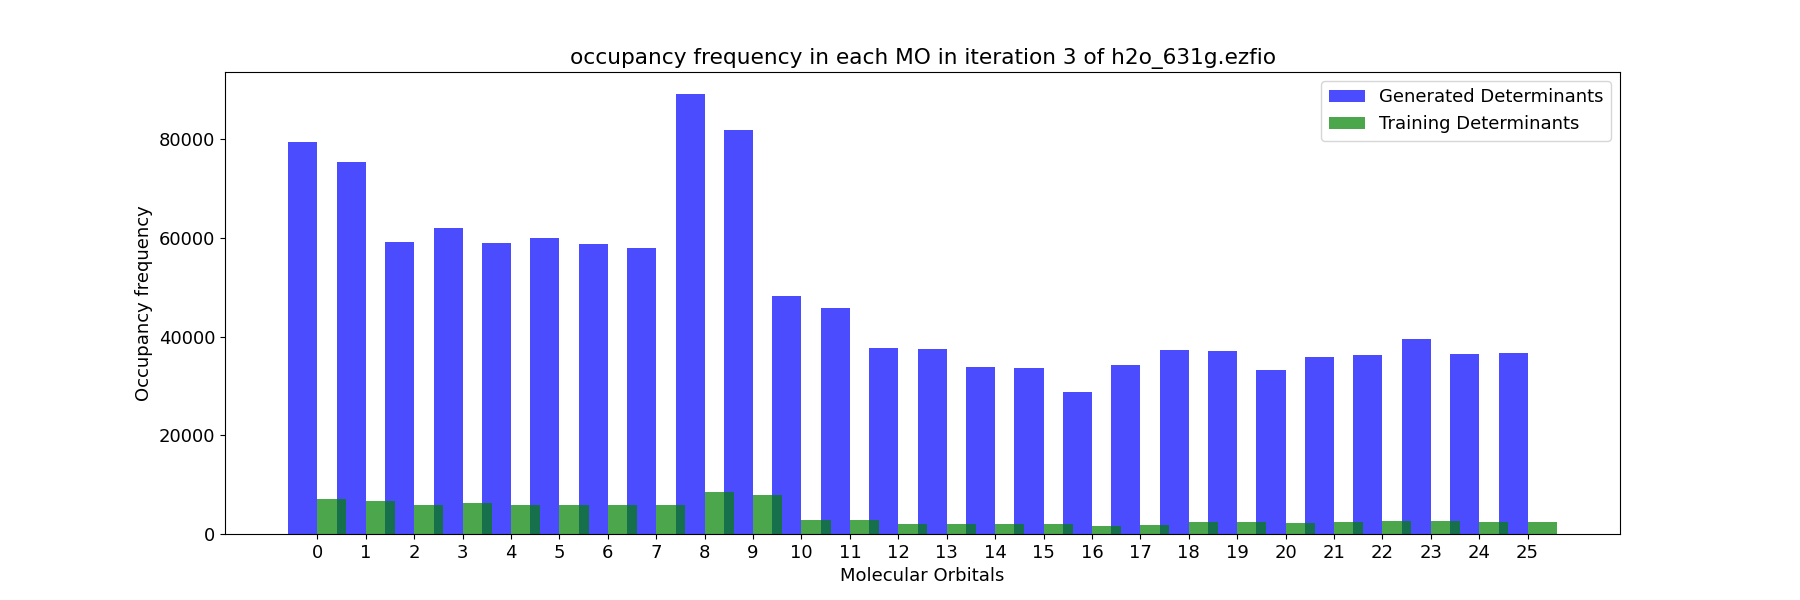 occupancy frequency in each MO in iteration 3 of h2o_631g.ezfio
Generated Determinants
Training Determinants
Occupancy frequency
80000
60000
40000
20000
0
0 1 2 3 4 5 6 7 8 9 10 11 12 13 14 15 16 17 18 19 20 21 22 23 24 25
Molecular Orbitals